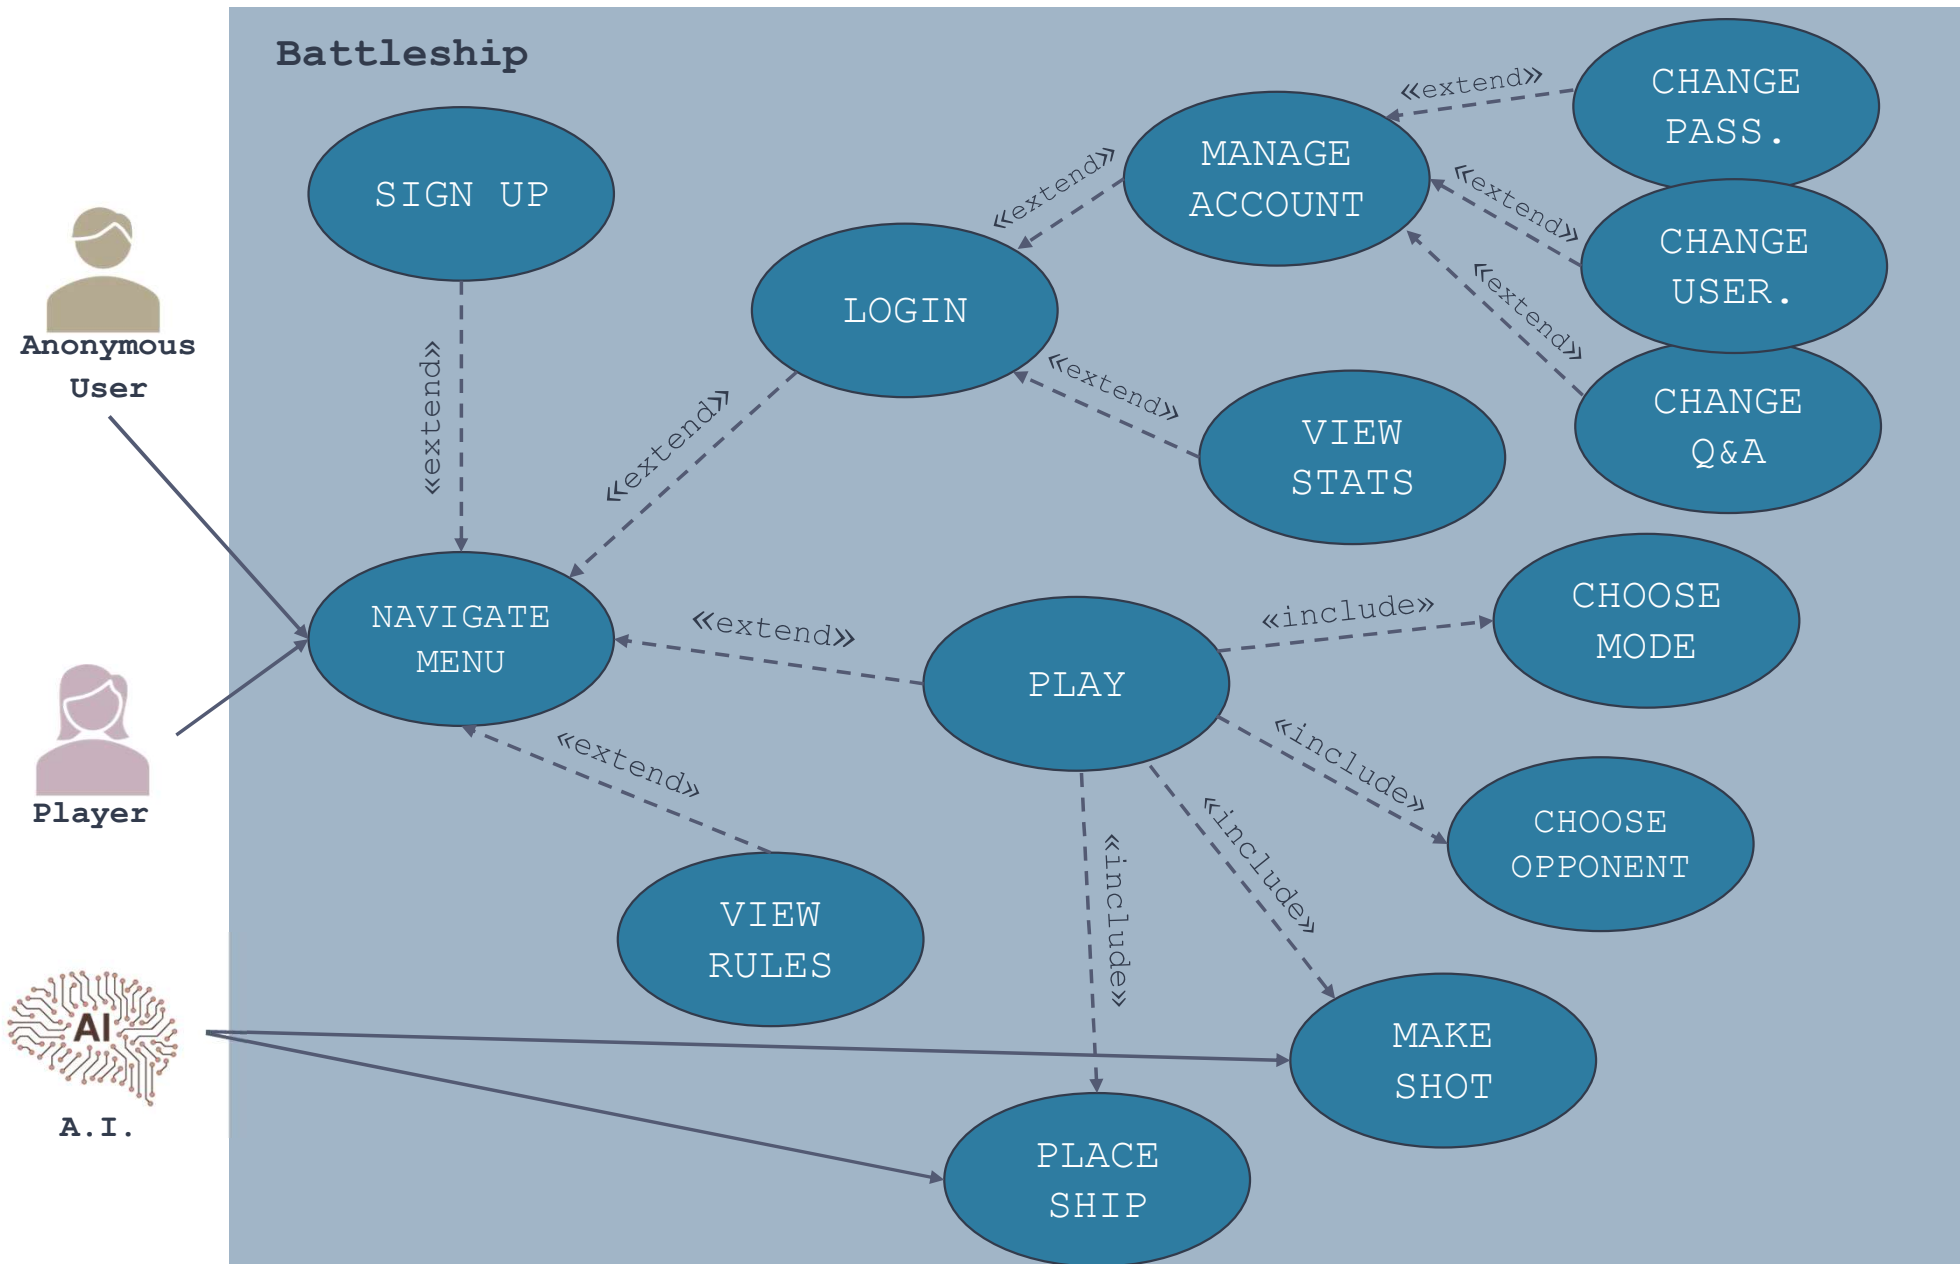 Battleship
SIGN UP
«extend»
LOGIN
«extend»
MANAGE
ACCOUNT
«extend»
CHANGE
PASS.
«extend»
CHANGE
USER.
«extend»
CHANGE
Q&A
«extend»
VIEW
STATS
«extend»
Anonymous
User
NAVIGATE
MENU
«extend»
PLAY
«include»
CHOOSE
MODE
«include»
CHOOSE
OPPONENT
Player
«extend»
VIEW
RULES
«include»
«include»
AI
A.I.
MAKE
SHOT
PLACE
SHIP